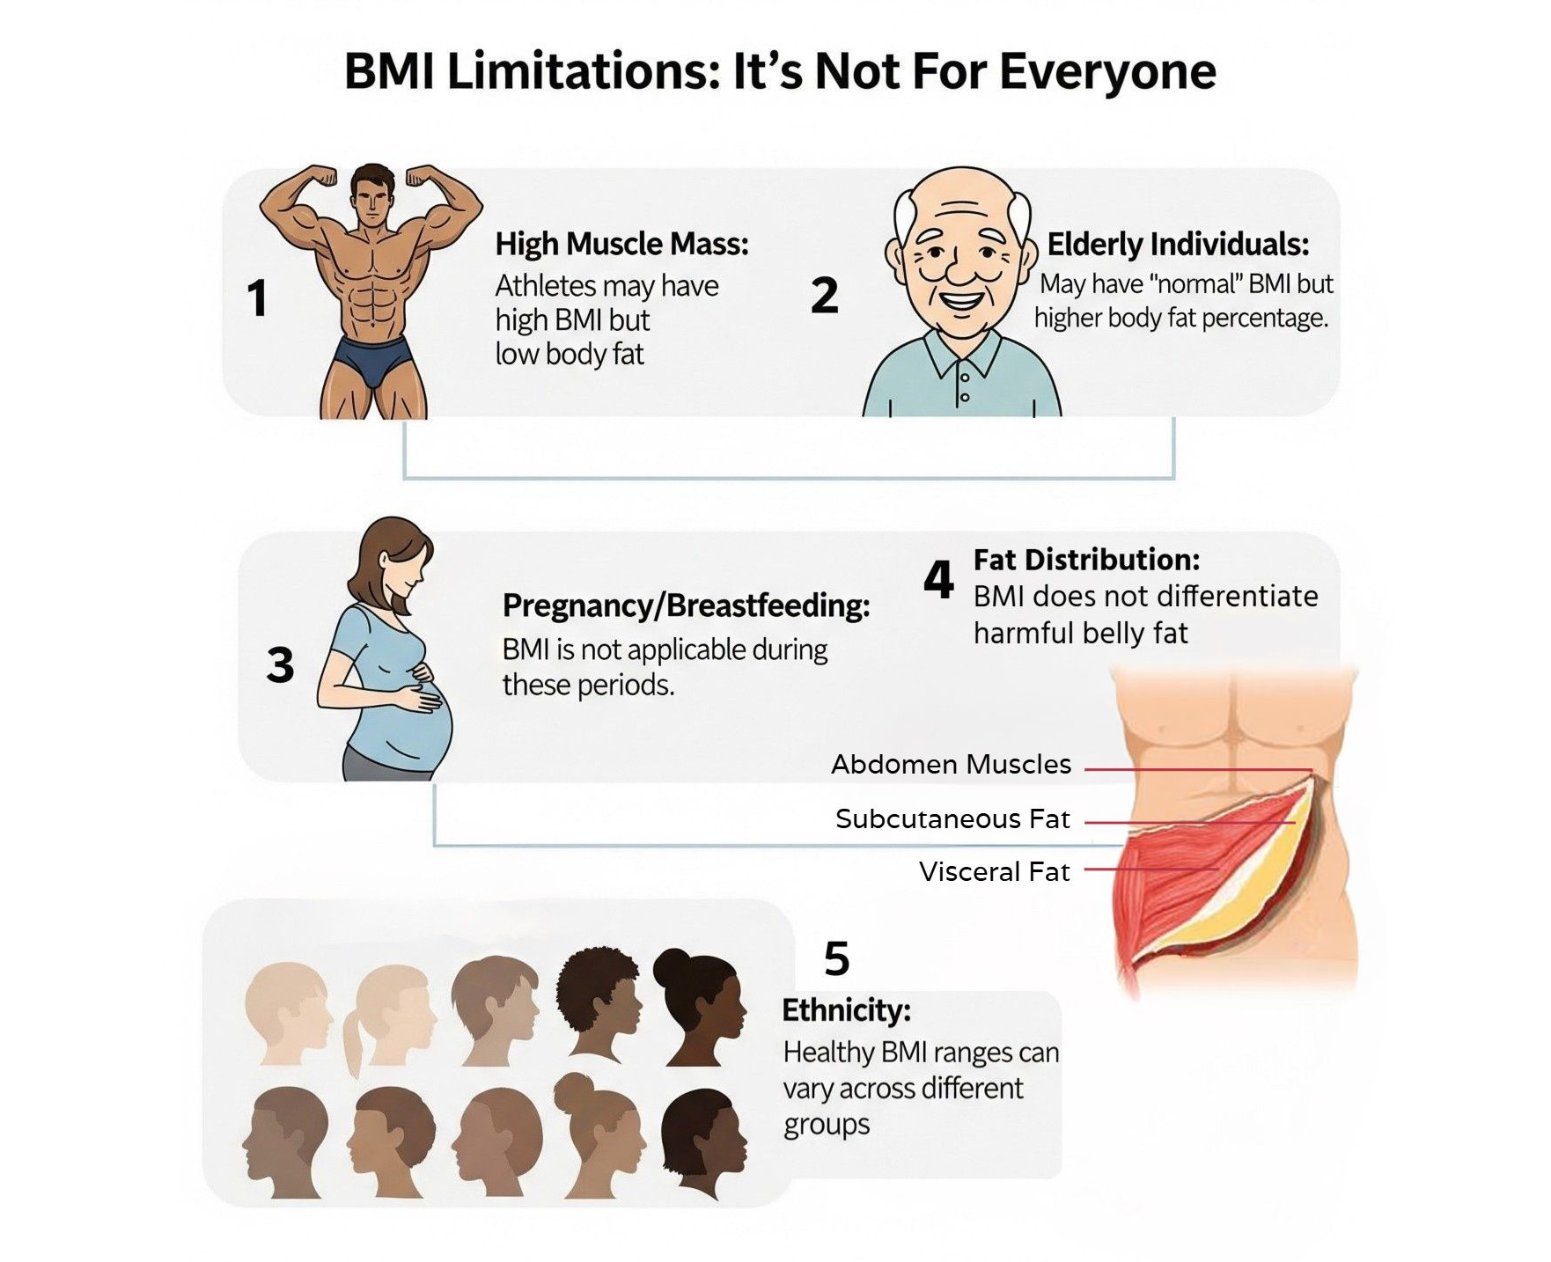 BMI Limitations: It’s Not For Everyone
1
High Muscle Mass:
Athletes may have
high BMI but
low body fat
2
Elderly Individuals:
May have "normal” BMI but
higher body fat percentage.
3
Pregnancy/Breastfeeding:
BMI is not applicable during
these periods.
4
Fat Distribution:
BMI does not differentiate
harmful belly fat
Abdomen Muscles
Subcutaneous Fat
Visceral Fat
5
Ethnicity:
Healthy BMI ranges can
vary across different
groups